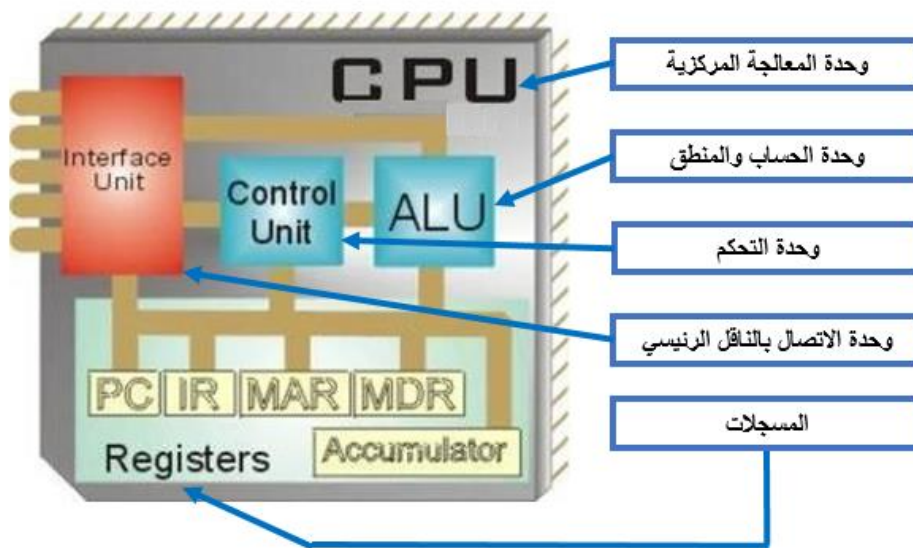 CPU
وحدة المعالجة المركزية
Interface
Unit
Control
Unit
ALU
وحدة الحساب والمنطق
وحدة التحكم
وحدة الاتصال بالناقل الرئيسي
PC IR MAR MDR
Accumulator
Registers
المسجلات